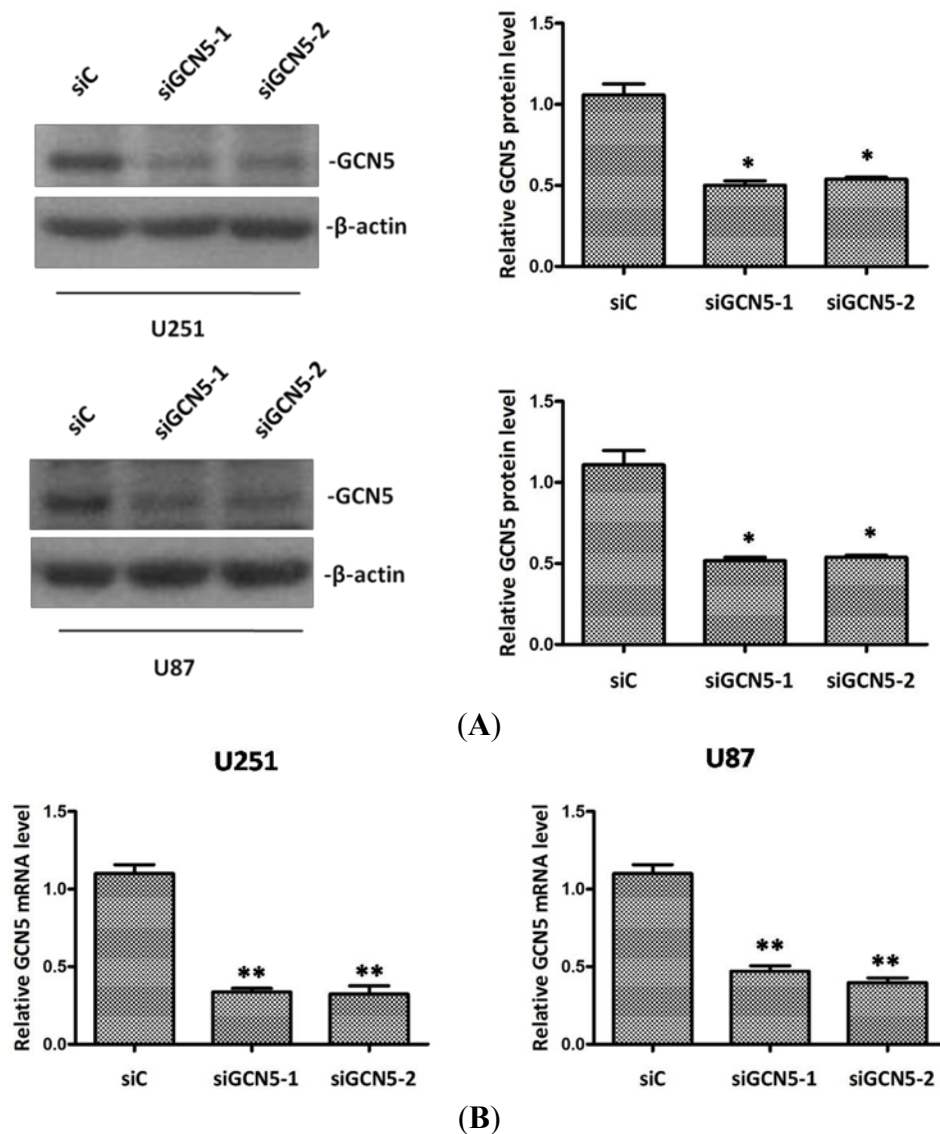 siC siGCN5-1 siGCN5-2
-GCN5
-β-actin
U251
Relative GCN5 protein level
1.5
1.0
0.5
0.0
* *
siC siGCN5-1 siGCN5-2
siC siGCN5-1 siGCN5-2
-GCN5
-β-actin
U87
Relative GCN5 protein level
1.5
1.0
0.5
0.0
* *
siC siGCN5-1 siGCN5-2
(A)
U251
Relative GCN5 mRNA level
1.5
1.0
0.5
0.0
** **
siC siGCN5-1 siGCN5-2
U87
Relative GCN5 mRNA level
1.5
1.0
0.5
0.0
** **
siC siGCN5-1 siGCN5-2
(B)